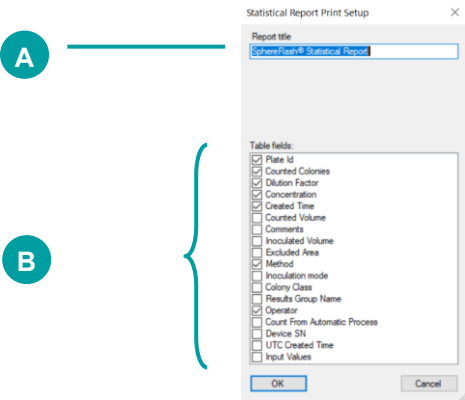 Statistical Report Print Setup
A
Report title
SphereFlash® Statistical Report
Table fields:
Plate Id
Counted Colonies
Dilution Factor
Concentration
Created Time
Counted Volume
Comments
Inoculated Volume
Excluded Area
Method
Inoculation mode
Colony Class
Results Group Name
Operator
Count From Automatic Process
Device SN
UTC Created Time
Input Values
B
OK Cancel